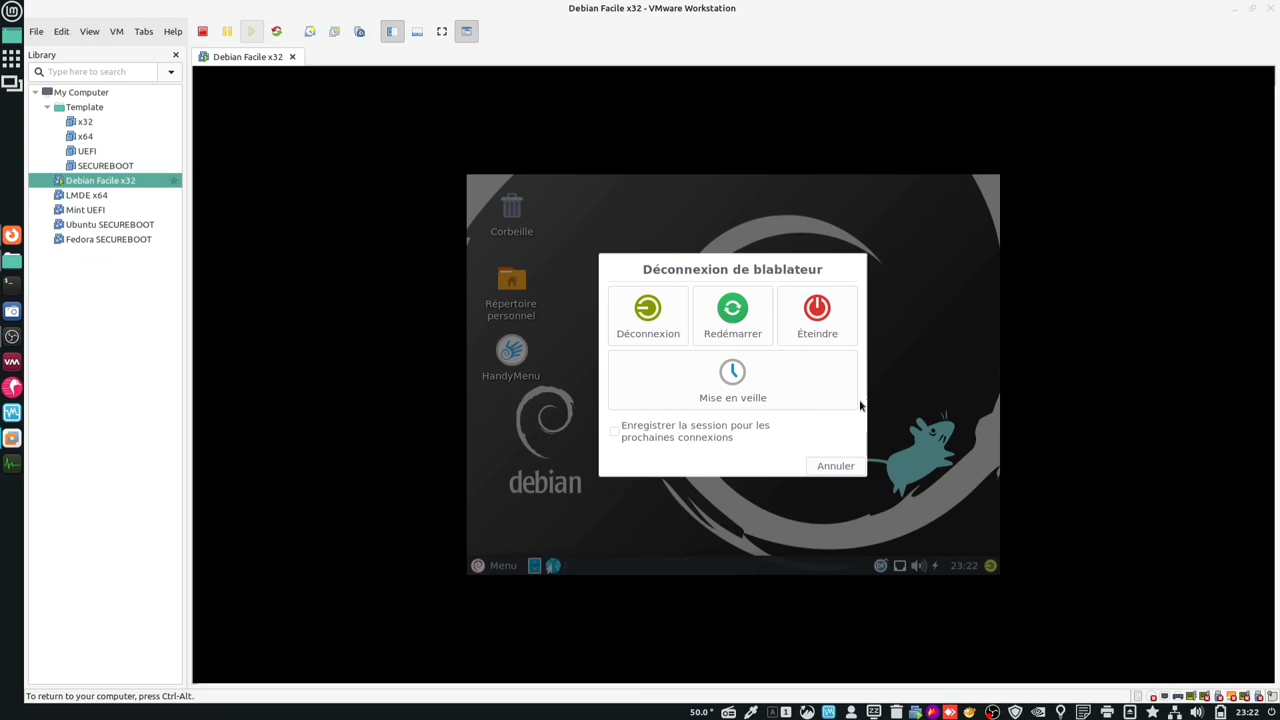 Debian Facile x32 - VMware Workstation
File Edit View VM Tabs Help
Library
Debian Facile x32
Type here to search
My Computer
Template
x32
x64
UEFI
SECUREBOOT
Debian Facile x32
LMDE x64
Mint UEFI
Ubuntu SECUREBOOT
Fedora SECUREBOOT
Corbeille
Répertoire
personnel
HandyMenu
debian
Déconnexion de blablateur
Déconnexion Redémarrer Éteindre
Mise en veille
Enregistrer la session pour les
prochaines connexions
Annuler
Menu 23:22
To return to your computer, press Ctrl-Alt.
50.0° 23:22